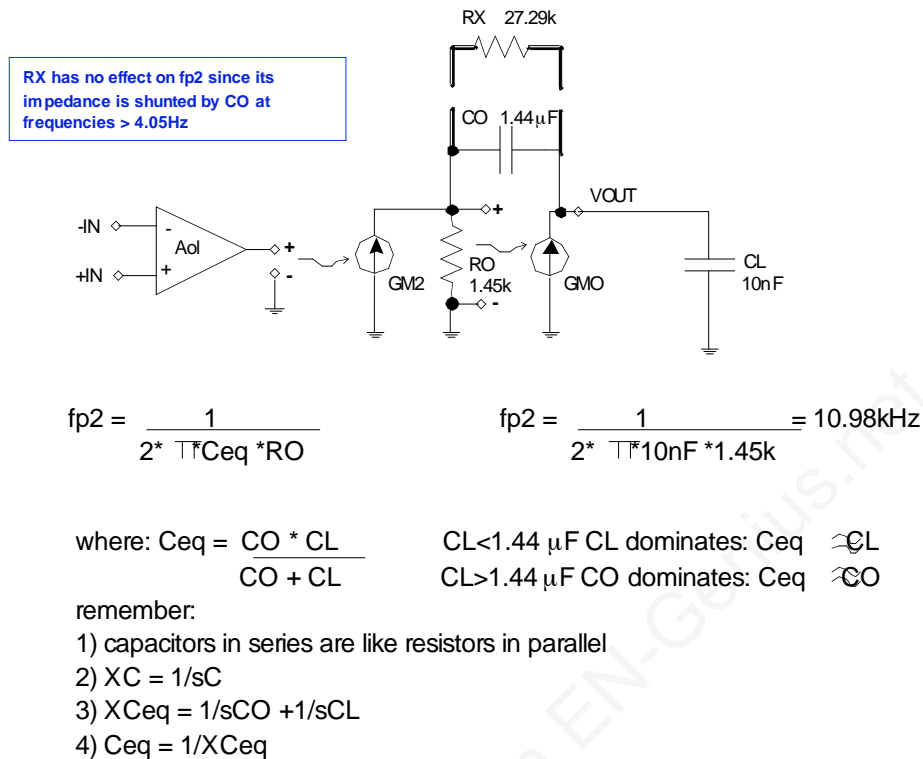 RX 27.29k
RX has no effect on fp2 since its
impedance is shunted by CO at
frequencies > 4.05Hz
CO 1.44μF
VOUT
-IN
-
Aol
+
+IN
+
-
GM2
+
RO
1.45k
-
GMO
CL
10nF
fp2 = 1
2* π*Ceq *RO
fp2 = 1 = 10.98kHz
2* π*10nF *1.45k
where: Ceq = CO * CL
CO + CL
CL<1.44 μF CL dominates: Ceq ≈CL
CL>1.44 μF CO dominates: Ceq ≈CO
remember:
1) capacitors in series are like resistors in parallel
2) XC = 1/sC
3) XCeq = 1/sCO +1/sCL
4) Ceq = 1/XCeq
EN-Genius.net